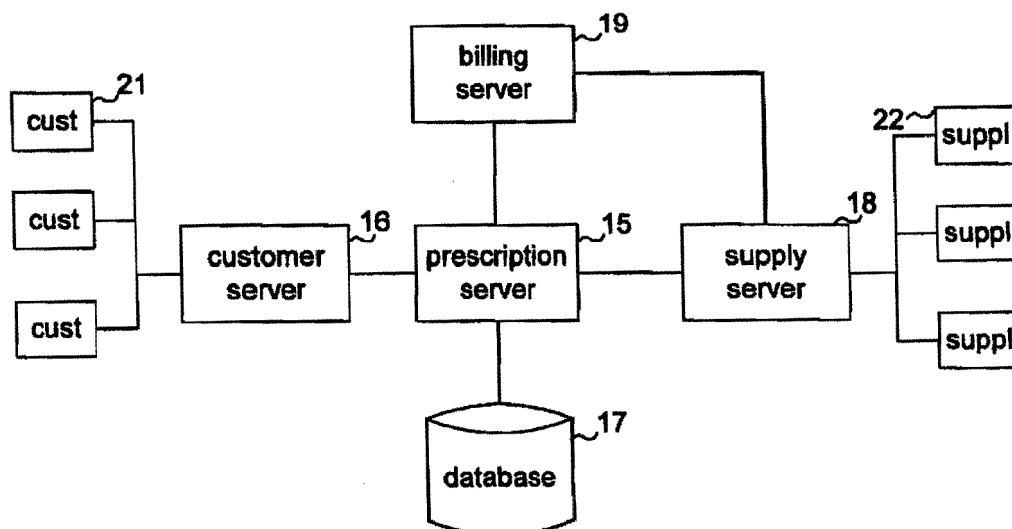 19
billing
server
21
cust
22
suppl
cust
16
customer
server
15
prescription
server
18
supply
server
suppl
cust
suppl
17
database